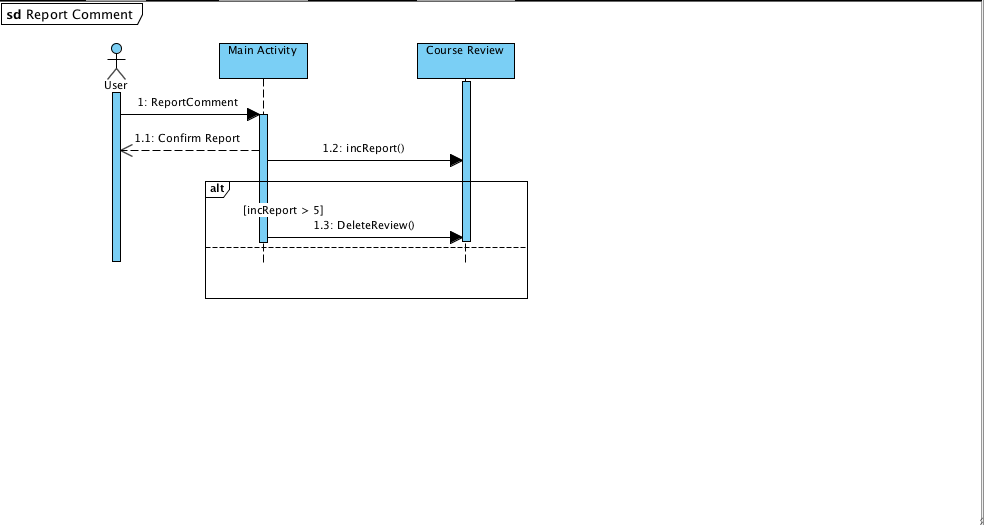 sd Report Comment
Main Activity
Course Review
User
1: ReportComment
1.1: Confirm Report
1.2: incReport()
alt
[incReport > 5]
1.3: DeleteReview()